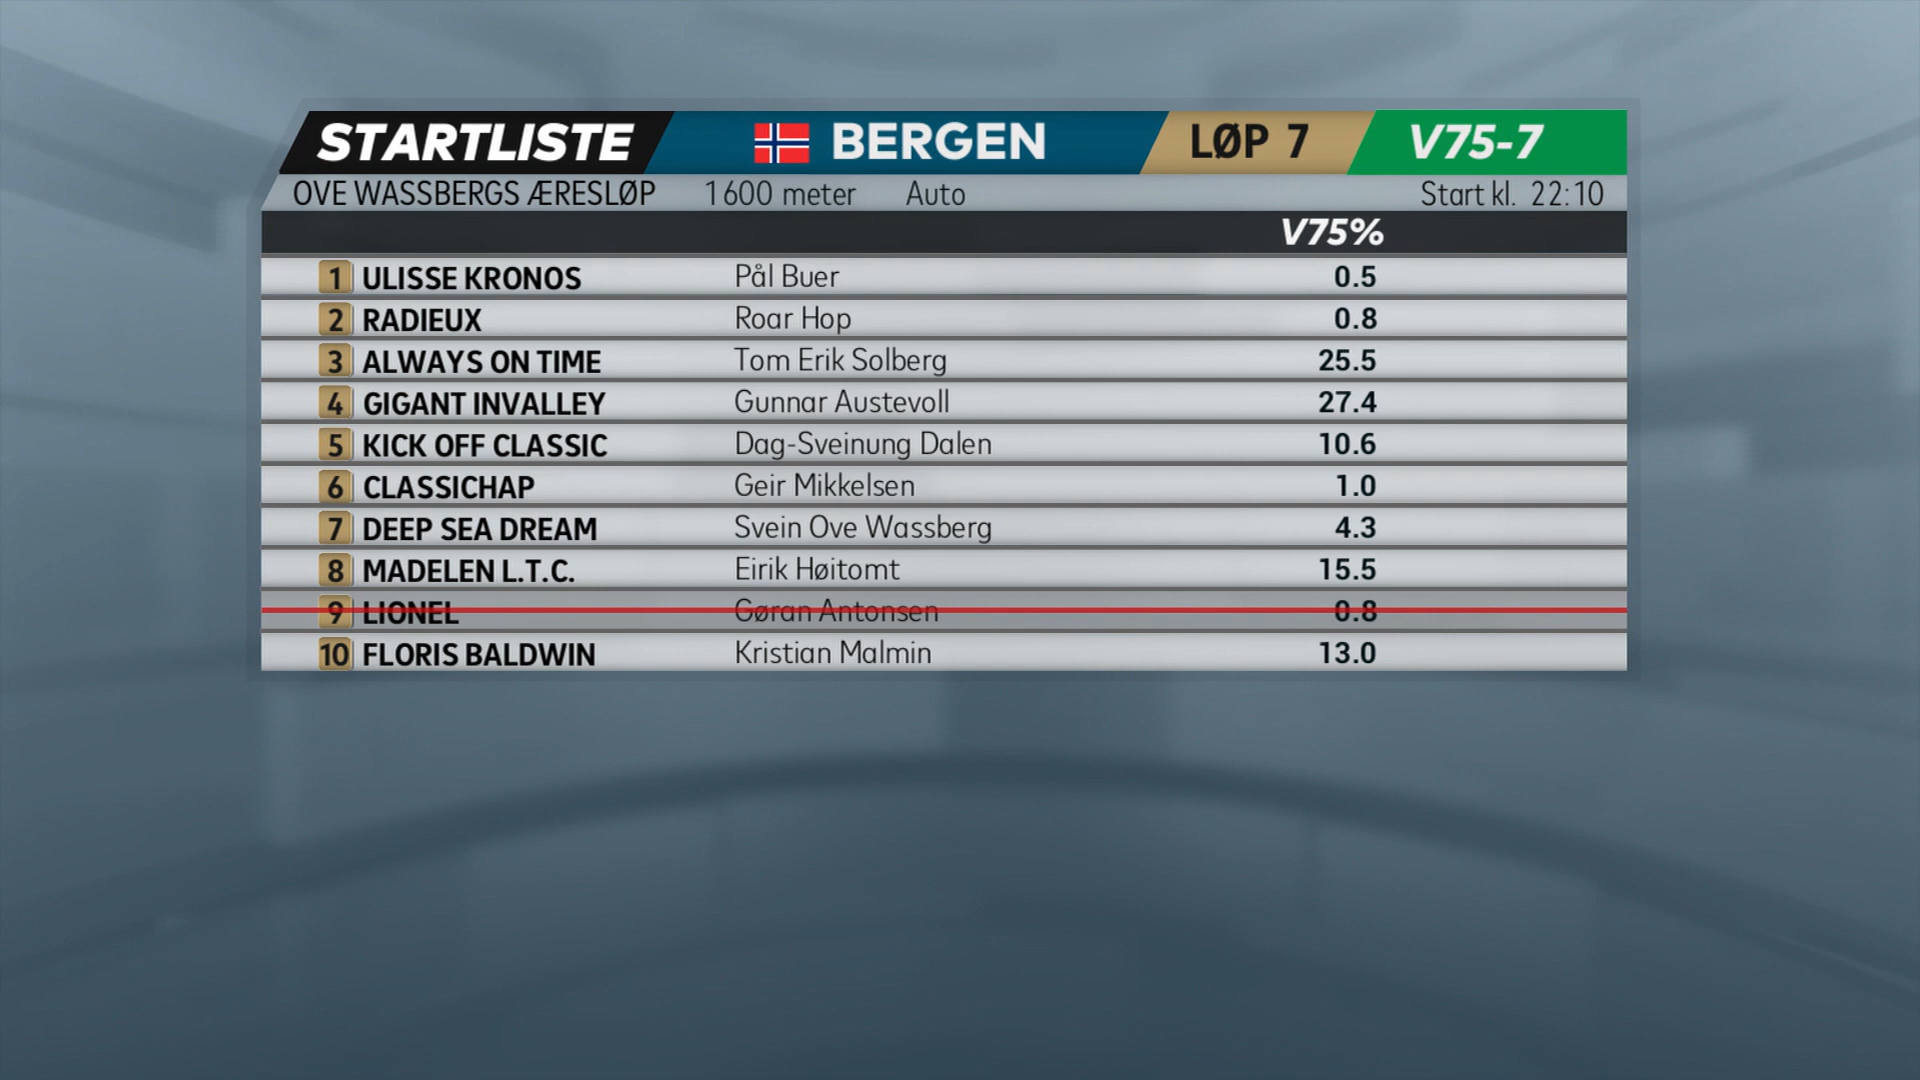 STARTLISTE BERGEN LØP 7 V75-7
OVE WASSBERGS ÆRESLØP 1600 meter Auto Start kl. 22:10
V75%
1 ULISSE KRONOS Pål Buer 0.5
2 RADIEUX Roar Hop 0.8
3 ALWAYS ON TIME Tom Erik Solberg 25.5
4 GIGANT INVALLEY Gunnar Austevoll 27.4
5 KICK OFF CLASSIC Dag-Sveinung Dalen 10.6
6 CLASSICHAP Geir Mikkelsen 1.0
7 DEEP SEA DREAM Svein Ove Wassberg 4.3
8 MADELEN L.T.C. Eirik Høitomt 15.5
9 LIONEL Gøran Antonsen 0.8
10 FLORIS BALDWIN Kristian Malmin 13.0